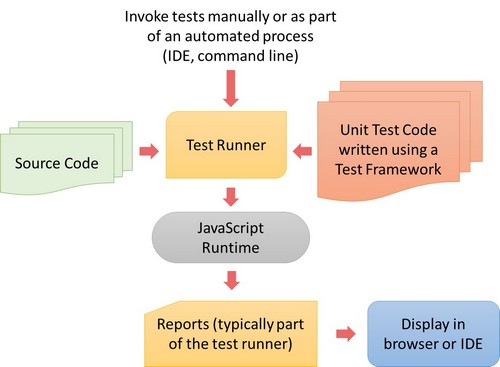 Invoke tests manually or as part
of an automated process
(IDE, command line)
Source Code
Test Runner
Unit Test Code
written using a
Test Framework
JavaScript
Runtime
Reports (typically part
of the test runner)
Display in
browser or IDE